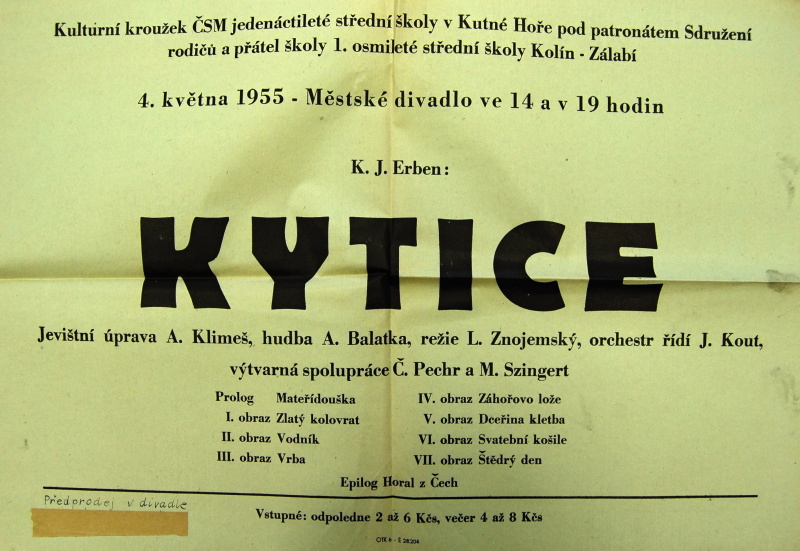 Kulturní kroužek ČSM jedenáctileté střední školy v Kutné Hoře pod patronátem Sdružení
rodičů a přátel školy 1. osmileté střední školy Kolín - Zálabí
4. května 1955 - Městské divadlo ve 14 a v 19 hodin
K. J. Erben:
KYTICE
Jevištní úprava A. Klimeš, hudba A. Balatka, režie L. Znojemský, orchestr řídí J. Kout,
výtvarná spolupráce Č. Pechr a M. Szingert
Prolog Mateřídouška
I. obraz Zlatý kolovrat
II. obraz Vodník
III. obraz Vrba
IV. obraz Záhořovo lože
V. obraz Dceřina kletba
VI. obraz Svatební košile
VII. obraz Štědrý den
Epilog Horal z Čech
Předprodej v divadle
Vstupné: odpoledne 2 až 6 Kčs, večer 4 až 8 Kčs
OTK 6 - Š 28204